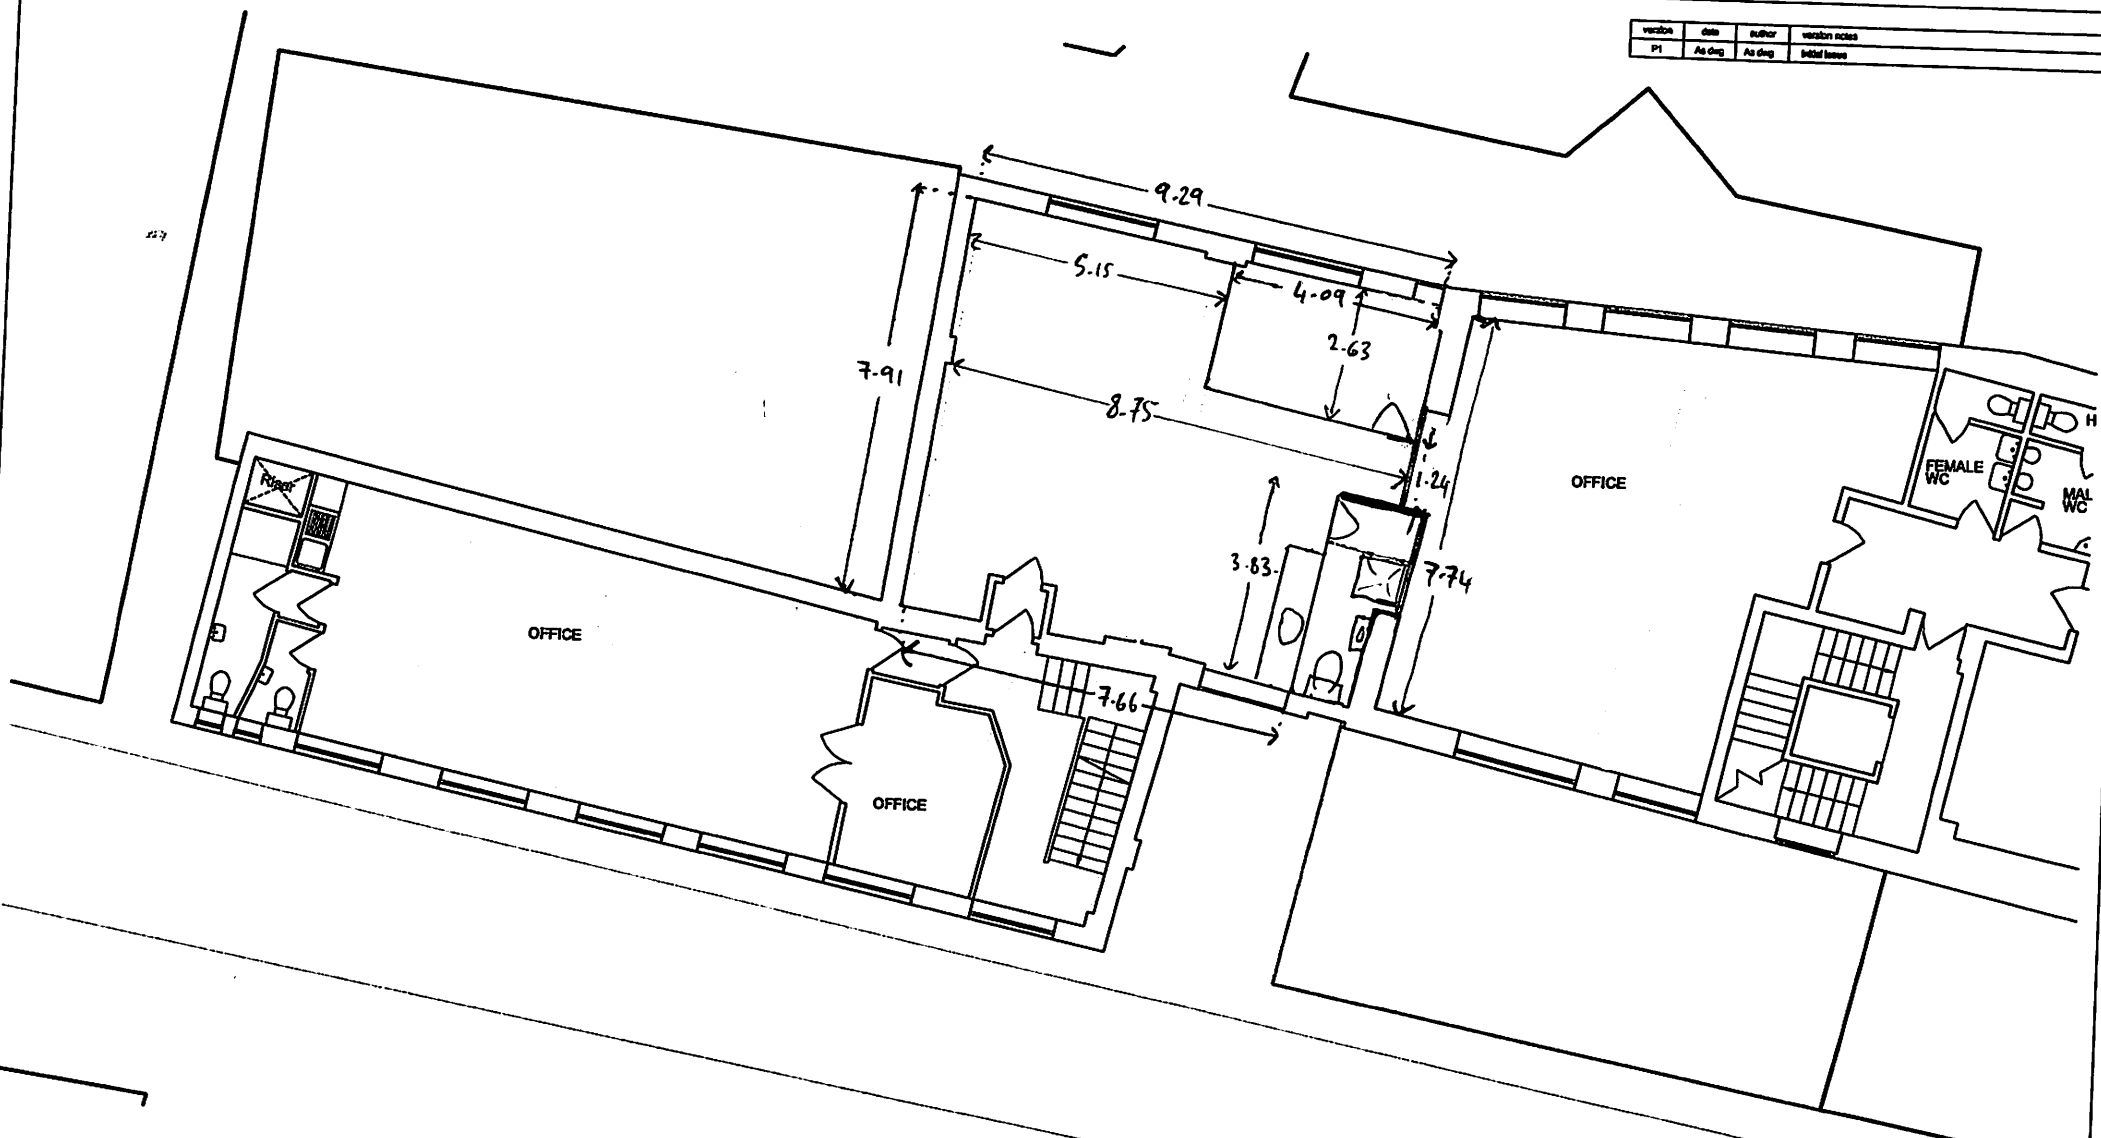 version date author version notes
P1 As dwg As dwg Initial Issue
9.29
5.15
4.09
2.63
7.91
8.75
1.24
3.83
7.74
7.66
Riser
OFFICE
OFFICE
OFFICE
FEMALE
WC
H
MAL
WC